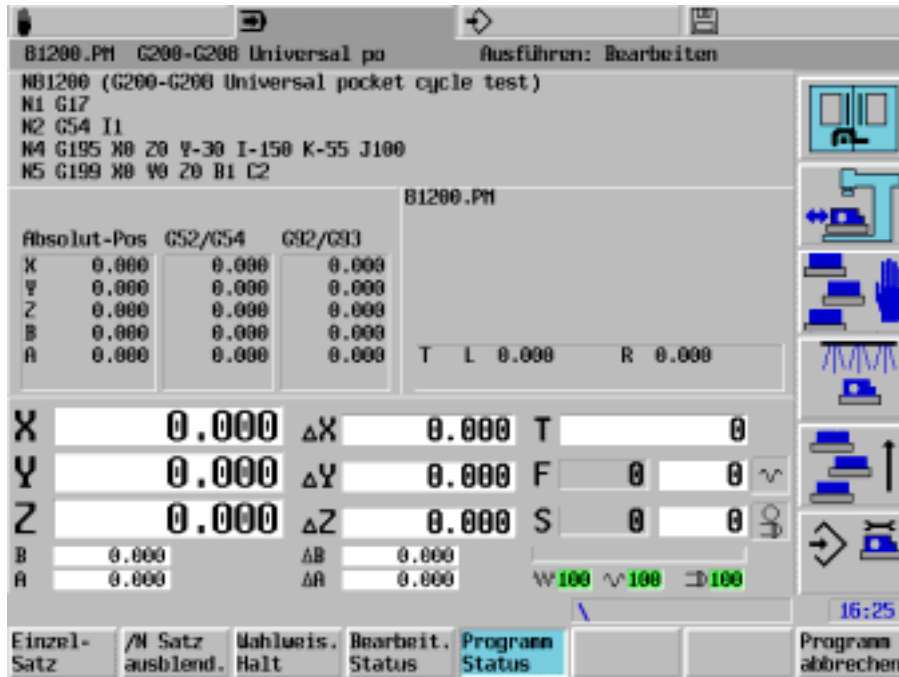 81200.PM G200-G208 Universal po Ausführen: Bearbeiten
N81200 (G200-G208 Universal pocket cycle test)
N1 G17
N2 G54 I1
N4 G195 X0 Z0 Y-30 I-150 K-55 J100
N5 G199 X0 Y0 Z0 B1 C2
81200.PM
Absolut-Pos G52/G54 G92/G93
X 0.000 0.000 0.000
Y 0.000 0.000 0.000
Z 0.000 0.000 0.000
B 0.000 0.000 0.000
A 0.000 0.000 0.000 T L 0.000 R 0.000
X 0.000 ΔX 0.000 T 0
Y 0.000 ΔY 0.000 F 0 0
Z 0.000 ΔZ 0.000 S 0 0
B 0.000 ΔB 0.000
A 0.000 ΔA 0.000 100 100 100
\ 16:25
Einzel- /N Satz Wahlweis. Bearbeit. Programm Programm
Satz ausblend. Halt Status Status abbrechen